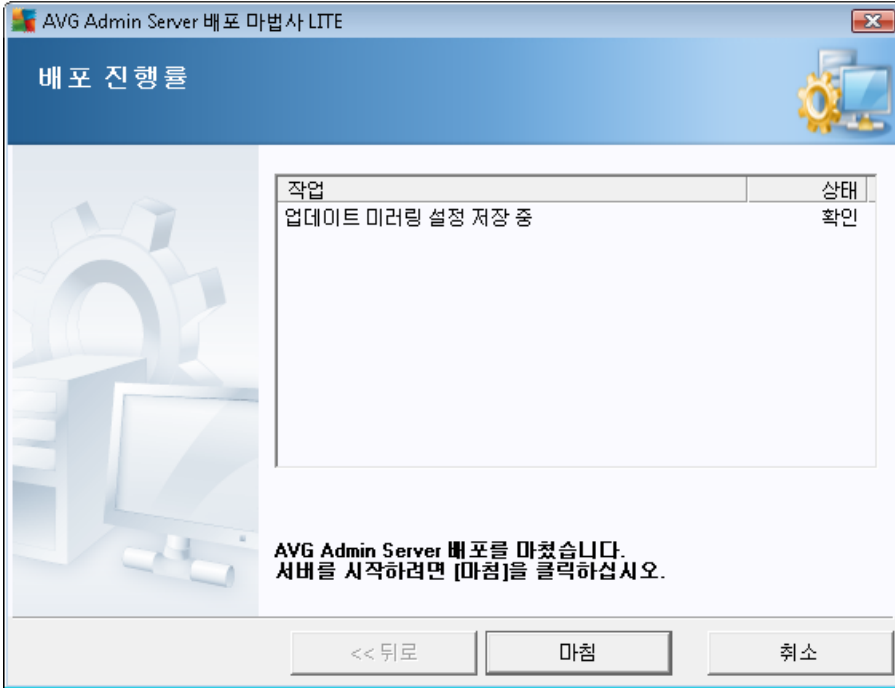 AVG Admin Server 배포 마법사 LITE
배포 진행률
작업 상태
업데이트 미러링 설정 저장 중 확인
AVG Admin Server 배포를 마쳤습니다.
서버를 시작하려면 [마침]을 클릭하십시오.
<< 뒤로 마침 취소